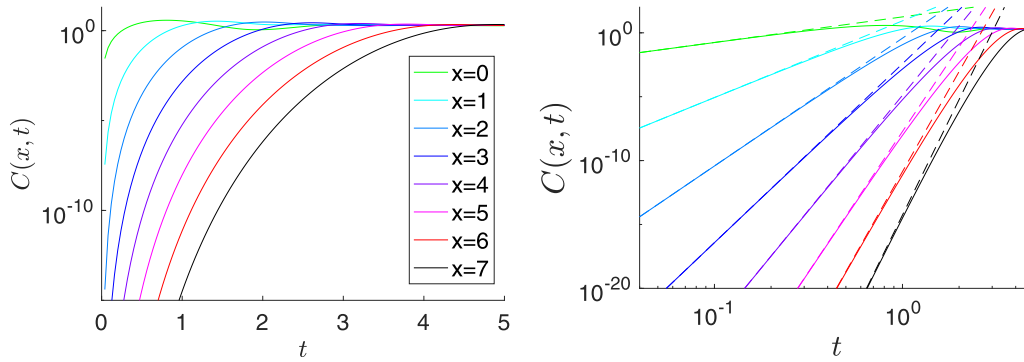 C(x, t)
10^0
10^-10
x=0
x=1
x=2
x=3
x=4
x=5
x=6
x=7
0 1 2 3 4 5
t
C(x, t)
10^0
10^-10
10^-20
10^-1 10^0
t